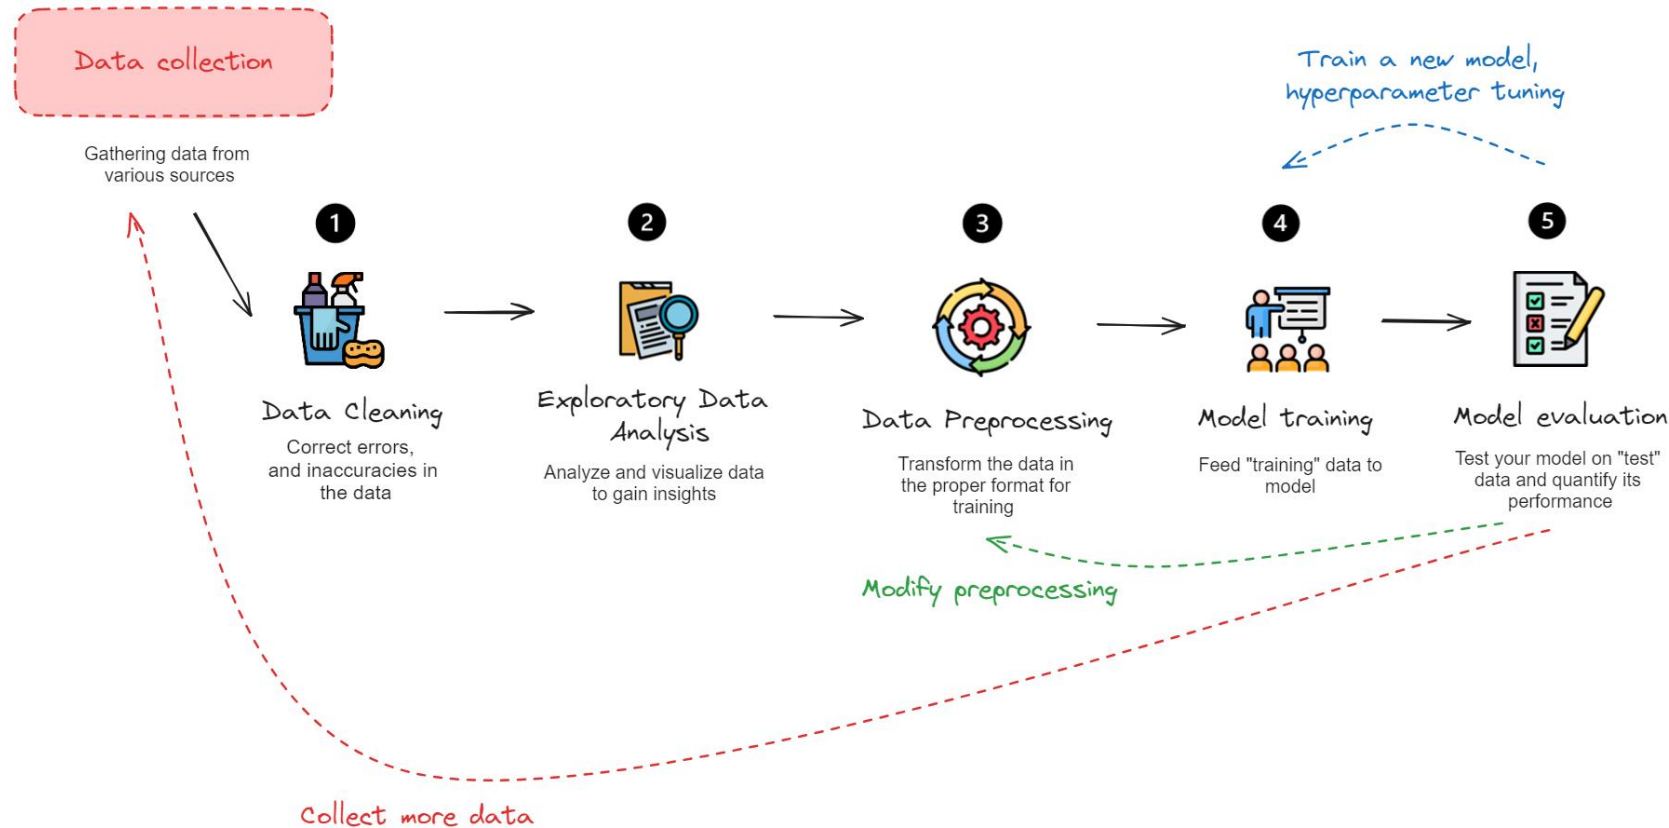 Data collection
Gathering data from
various sources
Train a new model,
hyperparameter tuning
1
2
3
4
5
Data Cleaning
Correct errors,
and inaccuracies in
the data
Exploratory Data
Analysis
Analyze and visualize data
to gain insights
Data Preprocessing
Transform the data in
the proper format for
training
Model training
Feed "training" data to
model
Model evaluation
Test your model on "test"
data and quantify its
performance
Modify preprocessing
Collect more data